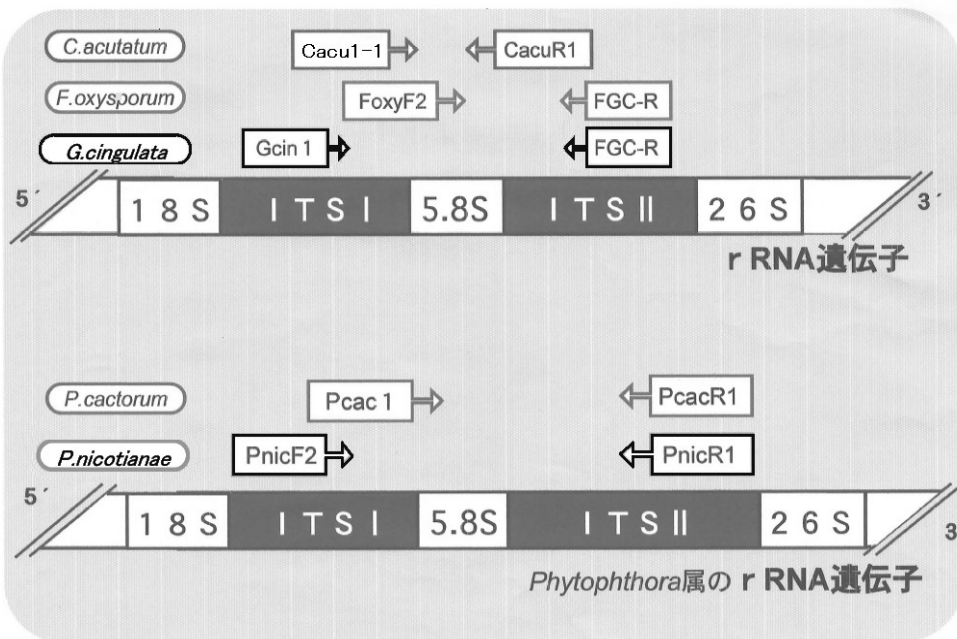 C.acutatum Cacu1-1 CacuR1
F.oxysporum FoxyF2 FGC-R
G.cingulata Gcin 1 FGC-R
5´ 18S ITSⅠ 5.8S ITSⅡ 26S 3´
r RNA遺伝子
P.cactorum Pcac 1 PcacR1
P.nicotianae PnicF2 PnicR1
5´ 18S ITSⅠ 5.8S ITSⅡ 26S 3
Phytophthora属の r RNA遺伝子